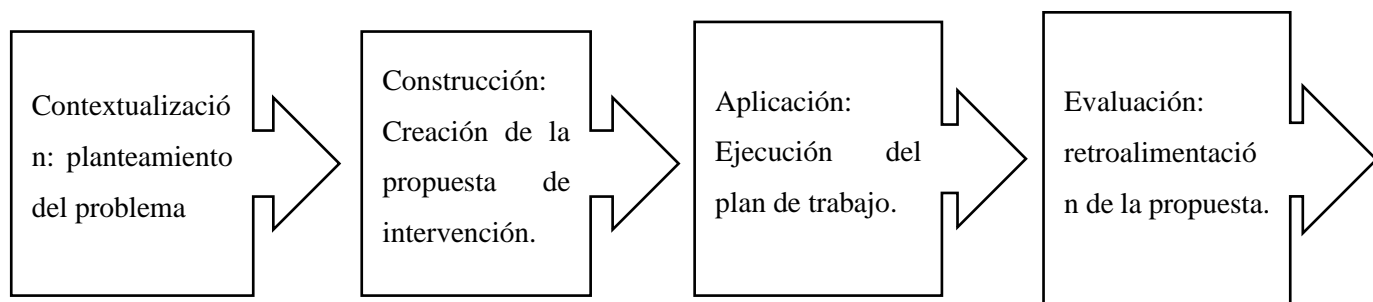 Contextualizació
n: planteamiento
del problema
Construcción:
Creación de la
propuesta de
intervención.
Aplicación:
Ejecución del
plan de trabajo.
Evaluación:
retroalimentació
n de la propuesta.